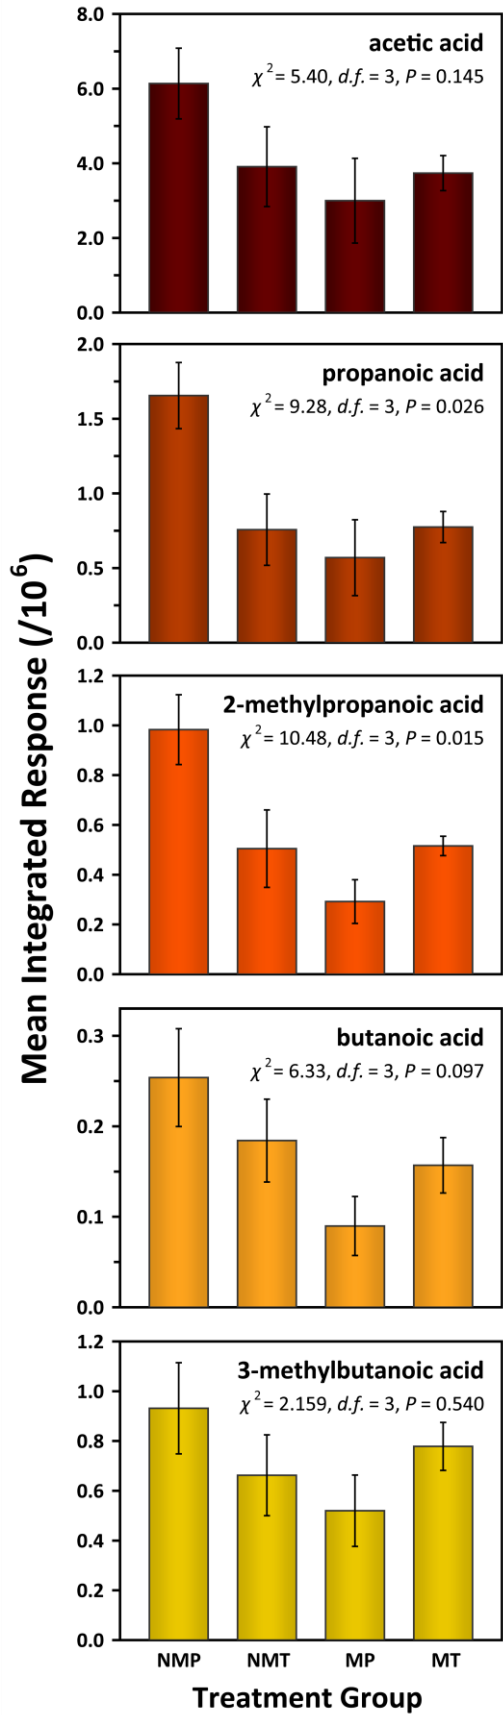 Mean Integrated Response (/10⁶)
8.0
acetic acid
χ² = 5.40, d.f. = 3, P = 0.145
6.0
4.0
2.0
0.0
2.0
propanoic acid
χ² = 9.28, d.f. = 3, P = 0.026
1.5
1.0
0.5
0.0
1.2
2-methylpropanoic acid
χ² = 10.48, d.f. = 3, P = 0.015
1.0
0.8
0.6
0.4
0.2
0.0
butanoic acid
0.3
χ² = 6.33, d.f. = 3, P = 0.097
0.2
0.1
0.0
1.2
3-methylbutanoic acid
χ² = 2.159, d.f. = 3, P = 0.540
1.0
0.8
0.6
0.4
0.2
0.0
NMP NMT MP MT
Treatment Group